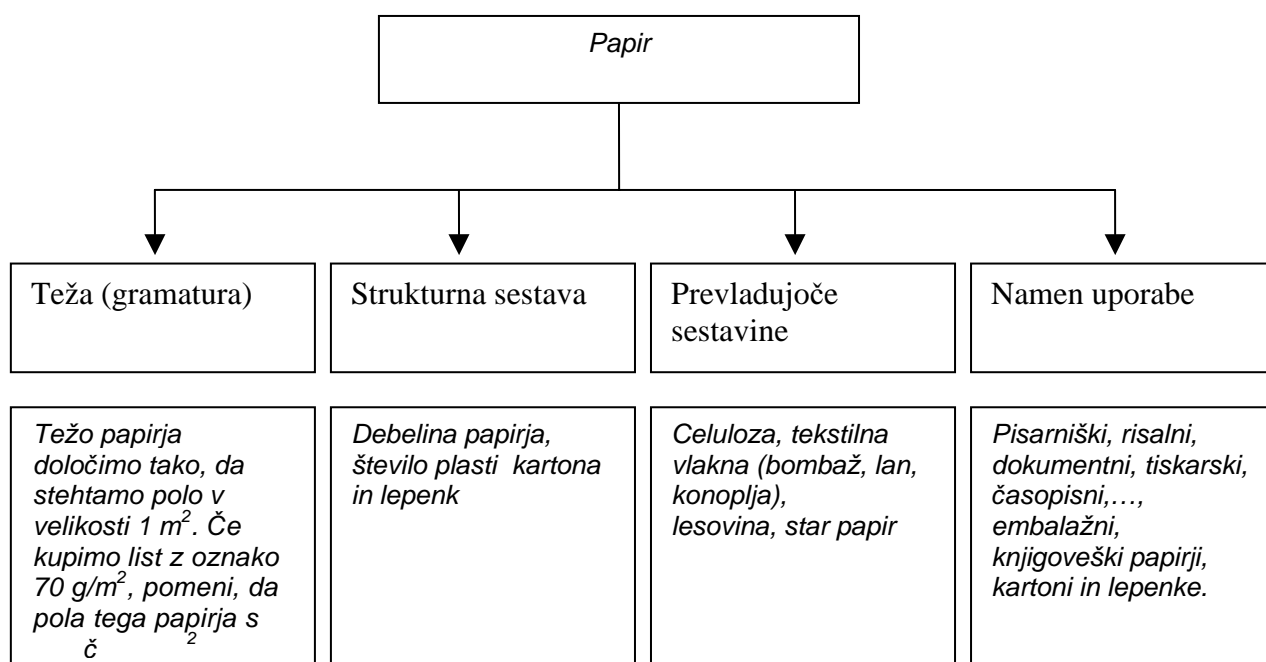 Papir
Teža (gramatura)
Strukturna sestava
Prevladujoče
sestavine
Namen uporabe
Težo papirja
določimo tako, da
stehtamo polo v
velikosti 1 m². Če
kupimo list z oznako
70 g/m², pomeni, da
pola tega papirja s
č ²
Debelina papirja,
število plasti kartona
in lepenk
Celuloza, tekstilna
vlakna (bombaž, lan,
konoplja),
lesovina, star papir
Pisarniški, risalni,
dokumentni, tiskarski,
časopisni,…,
embalažni,
knjigoveški papirji,
kartoni in lepenke.